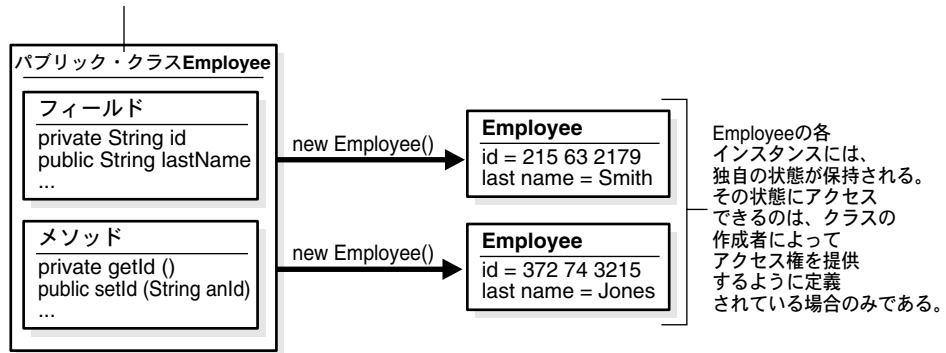 パブリック・クラスEmployee
フィールド
private String id
public String lastName
...
メソッド
private getId ()
public setId (String anId)
...
new Employee()
new Employee()
Employee
id = 215 63 2179
last name = Smith
Employee
id = 372 74 3215
last name = Jones
Employeeの各
インスタンスには、
独自の状態が保持される。
その状態にアクセス
できるのは、クラスの
作成者によって
アクセス権を提供
するように定義
されている場合のみである。